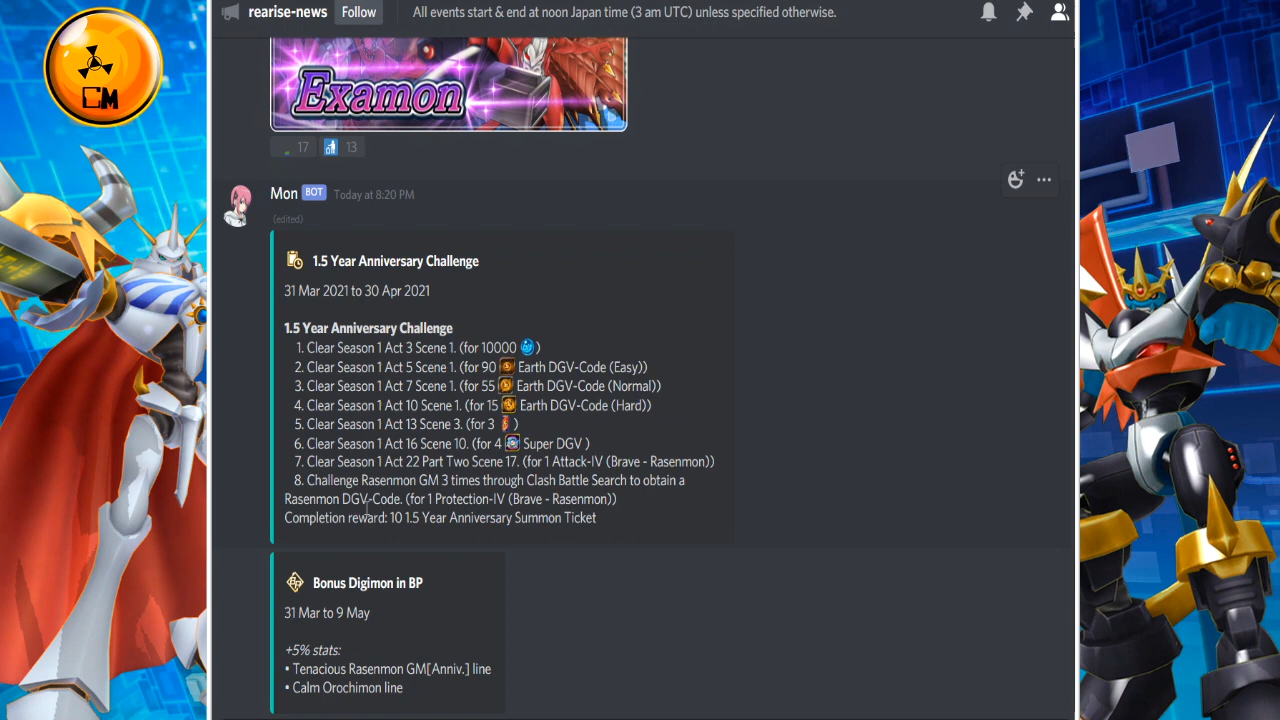 rearise-news Follow All events start & end at noon Japan time (3 am UTC) unless specified otherwise.
CM
Examon
17 13
Mon BOT Today at 8:20 PM
(edited)
1.5 Year Anniversary Challenge
31 Mar 2021 to 30 Apr 2021
1.5 Year Anniversary Challenge
1. Clear Season 1 Act 3 Scene 1. (for 10000 )
2. Clear Season 1 Act 5 Scene 1. (for 90 Earth DGV-Code (Easy))
3. Clear Season 1 Act 7 Scene 1. (for 55 Earth DGV-Code (Normal))
4. Clear Season 1 Act 10 Scene 1. (for 15 Earth DGV-Code (Hard))
5. Clear Season 1 Act 13 Scene 3. (for 3 )
6. Clear Season 1 Act 16 Scene 10. (for 4 Super DGV )
7. Clear Season 1 Act 22 Part Two Scene 17. (for 1 Attack-IV (Brave - Rasenmon))
8. Challenge Rasenmon GM 3 times through Clash Battle Search to obtain a
Rasenmon DGV-Code. (for 1 Protection-IV (Brave - Rasenmon))
Completion reward: 10 1.5 Year Anniversary Summon Ticket
Bonus Digimon in BP
31 Mar to 9 May
+5% stats:
• Tenacious Rasenmon GM[Anniv.] line
• Calm Orochimon line